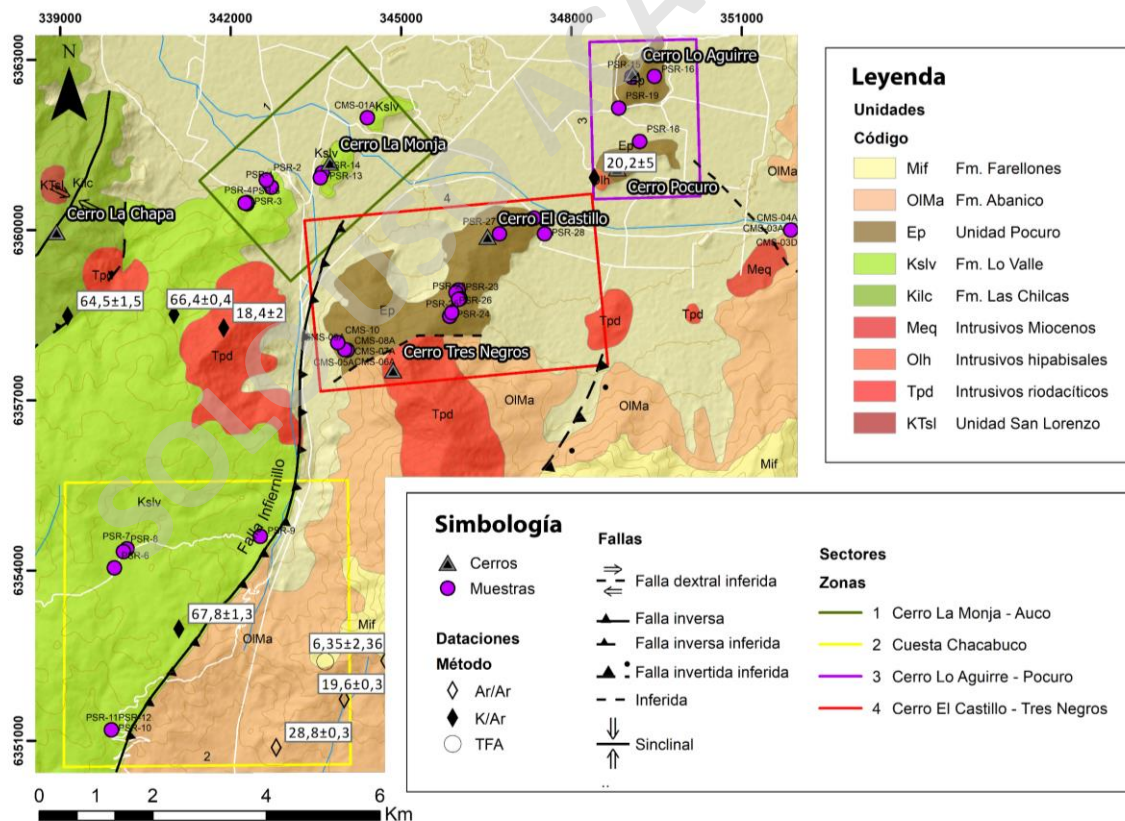 339000 342000 345000 348000 351000
6363000
6360000
6357000
6354000
6351000
N
Cerro Lo Aguirre
PSR-15
PSR-16
Ep
PSR-19
PSR-18
Ep
3
20,2±5
Olh
Cerro Pocuro
OlMa
CMS-01A
Kslv
Cerro La Monja
Kslv
PSR-14
PSR-13
PSR-2
PSR-3
1
KTsl
Kilc
Cerro La Chapa
4
PSR-27
Cerro El Castillo
PSR-28
CMS-04A
CMS-03A
CMS-03D
Meq
Tpd
64,5±1,5
66,4±0,4
18,4±2
Tpd
PSR-23
PSR-26
PSR-24
Ep
CMS-10
CMS-08A
CMS-07A
CMS-05A
CMS-06A
Cerro Tres Negros
Tpd
Tpd
Tpd
OlMa
OlMa
Mif
Falla Infiernillo
Kslv
PSR-7
PSR-8
PSR-6
PSR-9
67,8±1,3
OlMa
Mif
6,35±2,36
19,6±0,3
28,8±0,3
PSR-11
PSR-12
PSR-10
2
0 1 2 4 6
Km
Leyenda
Unidades
Código
Mif Fm. Farellones
OlMa Fm. Abanico
Ep Unidad Pocuro
Kslv Fm. Lo Valle
Kilc Fm. Las Chilcas
Meq Intrusivos Miocenos
Olh Intrusivos hipabisales
Tpd Intrusivos riodacíticos
KTsl Unidad San Lorenzo
Simbología
Cerros
Muestras
Dataciones
Método
Ar/Ar
K/Ar
TFA
Fallas
Falla dextral inferida
Falla inversa
Falla inversa inferida
Falla invertida inferida
Inferida
Sinclinal
Sectores
Zonas
1 Cerro La Monja - Auco
2 Cuesta Chacabuco
3 Cerro Lo Aguirre - Pocuro
4 Cerro El Castillo - Tres Negros